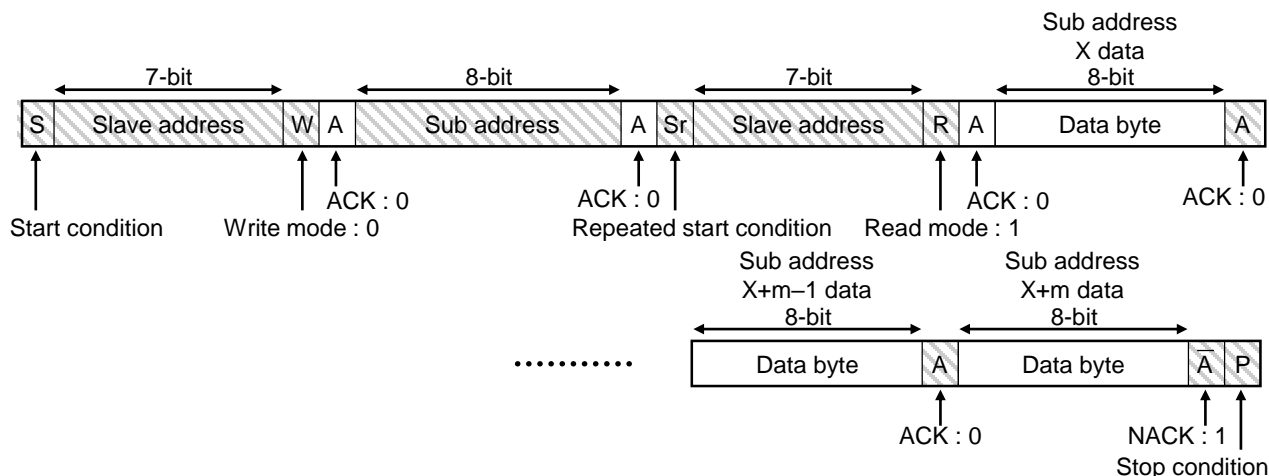 Sub address
X data
7-bit 8-bit 7-bit 8-bit
S Slave address W A Sub address A Sr Slave address R A Data byte A
ACK : 0 ACK : 0 ACK : 0 ACK : 0
Start condition Write mode : 0 Repeated start condition Read mode : 1
Sub address Sub address
X+m–1 data X+m data
8-bit 8-bit
Data byte A Data byte A̅ P
ACK : 0 NACK : 1
Stop condition